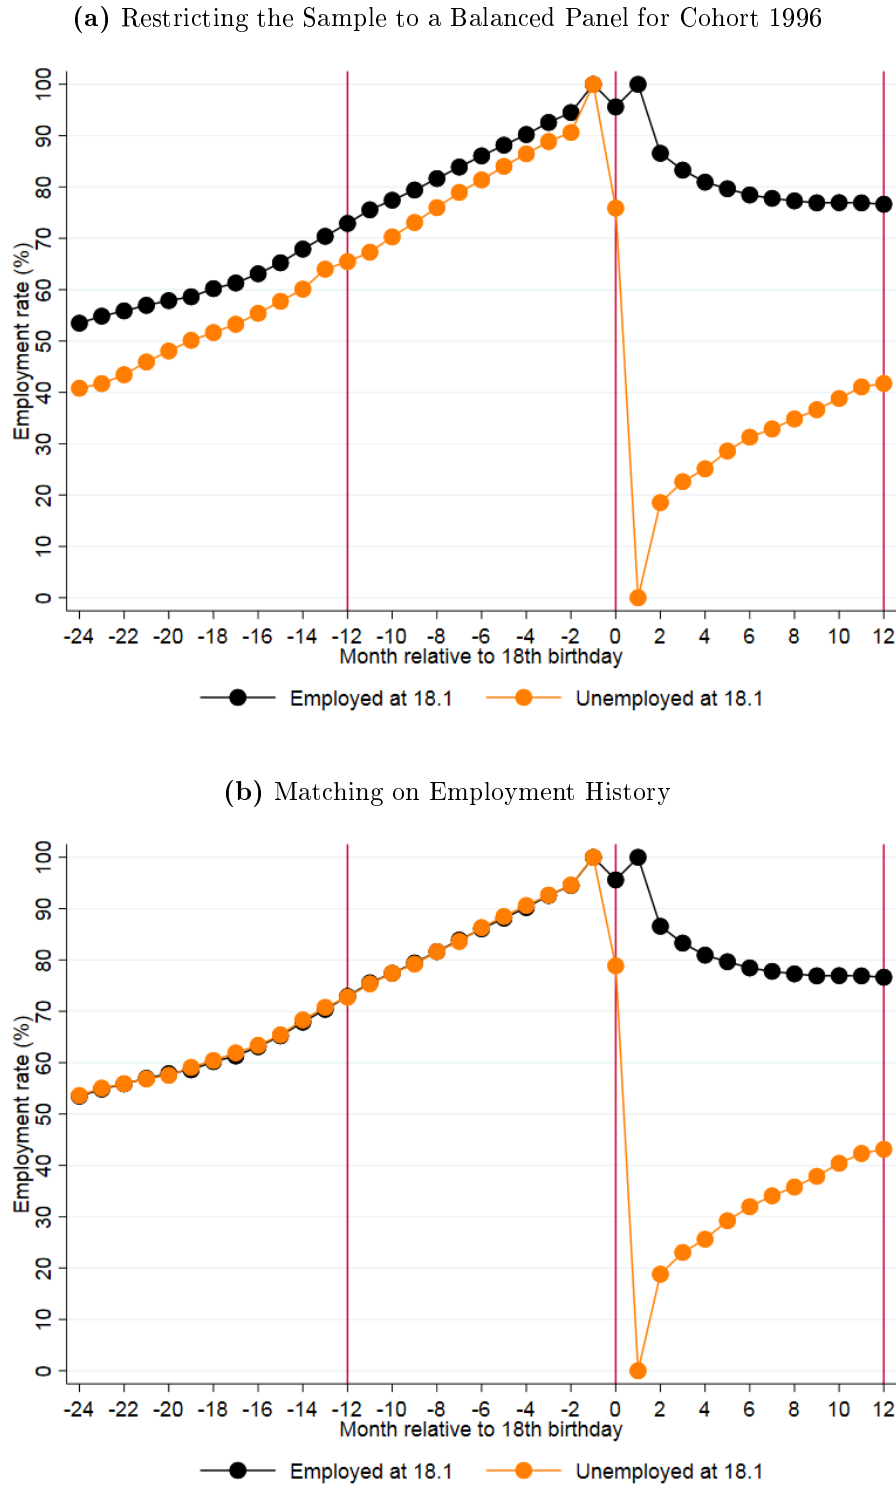 (a) Restricting the Sample to a Balanced Panel for Cohort 1996
Employment rate (%)
100
90
80
70
60
50
40
30
20
10
0
-24 -22 -20 -18 -16 -14 -12 -10 -8 -6 -4 -2 0 2 4 6 8 10 12
Month relative to 18th birthday
Employed at 18.1 Unemployed at 18.1
(b) Matching on Employment History
Employment rate (%)
100
90
80
70
60
50
40
30
20
10
0
-24 -22 -20 -18 -16 -14 -12 -10 -8 -6 -4 -2 0 2 4 6 8 10 12
Month relative to 18th birthday
Employed at 18.1 Unemployed at 18.1